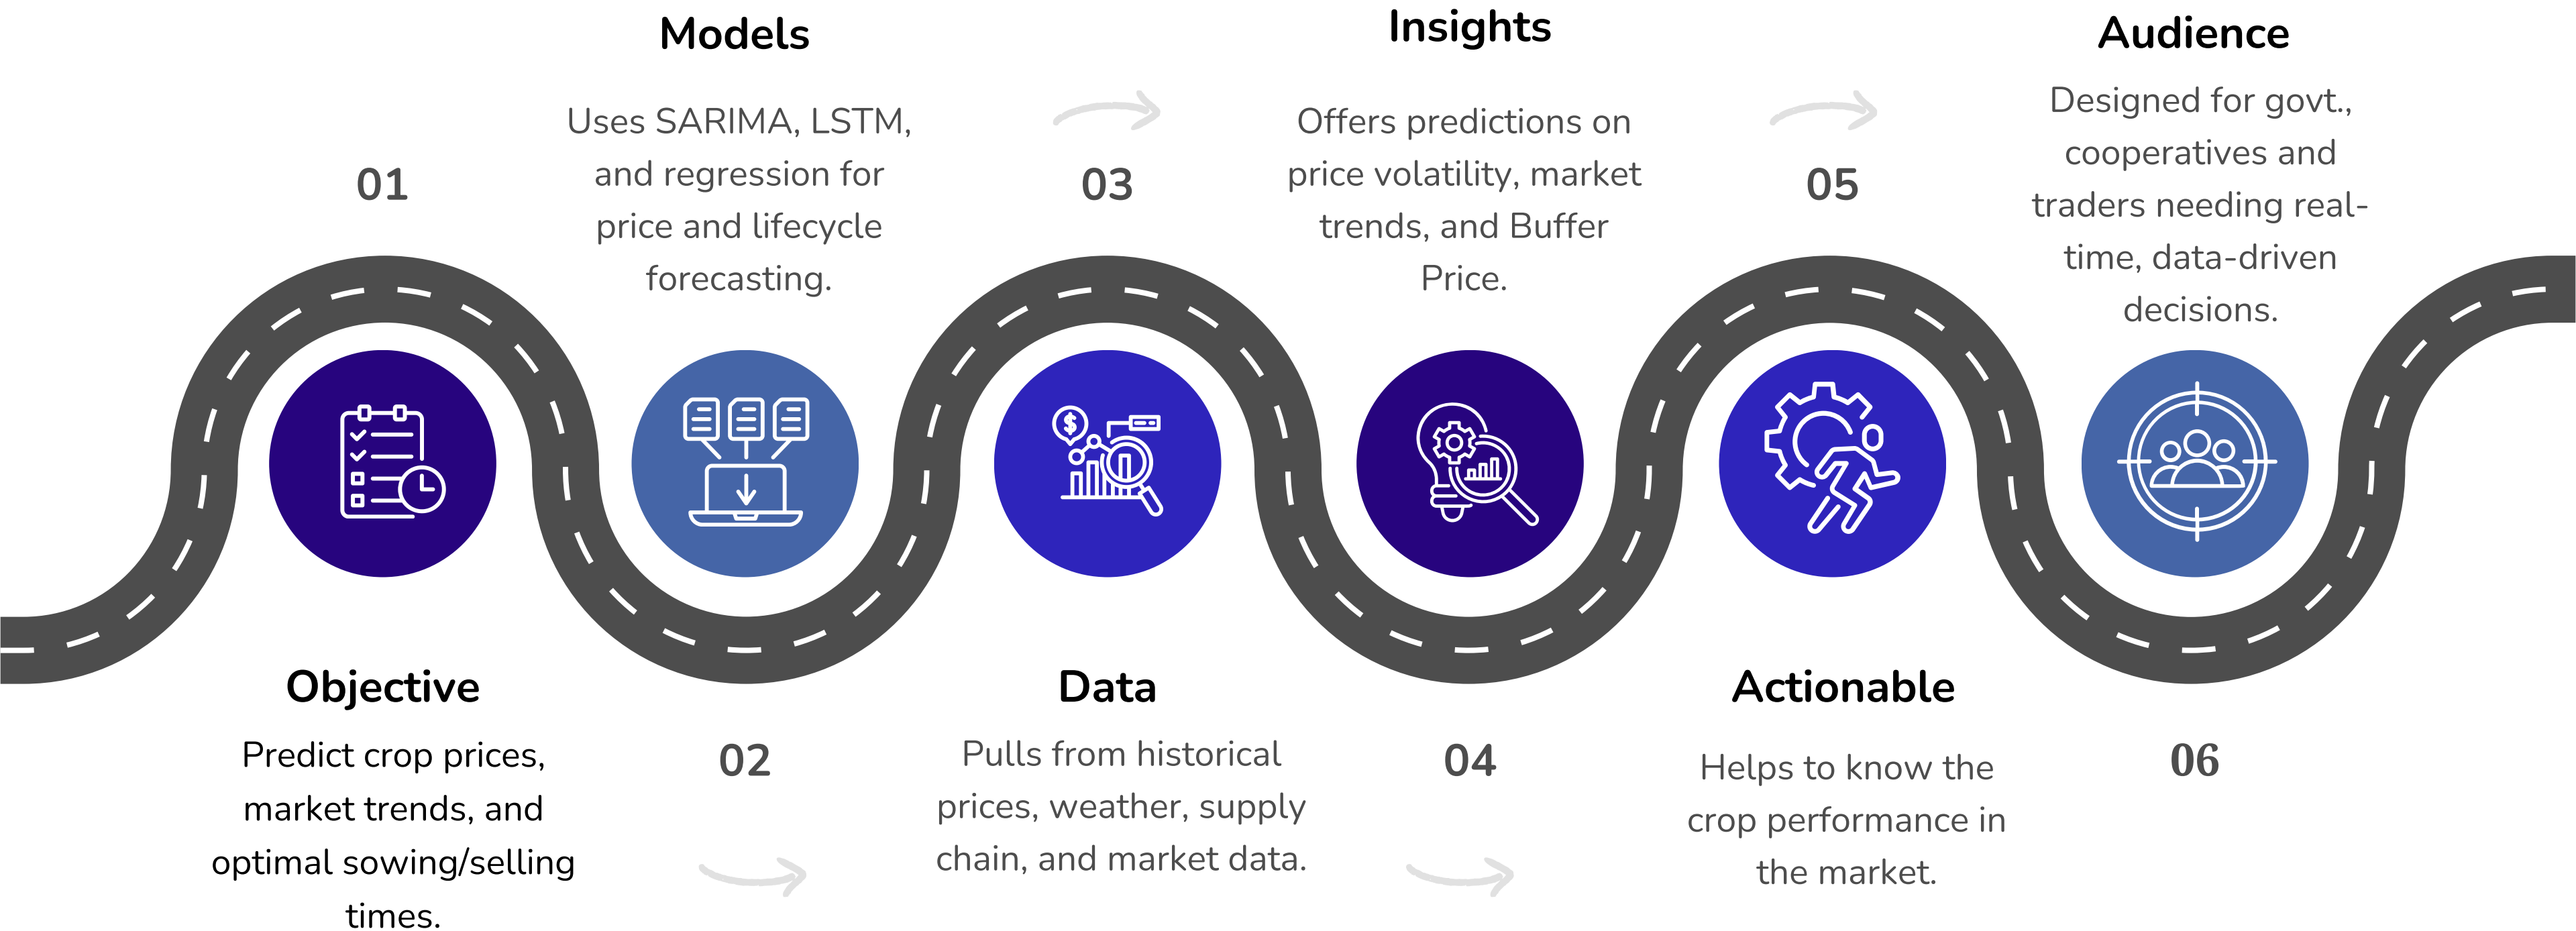 01
Objective
Predict crop prices,
market trends, and
optimal sowing/selling
times.
Models
Uses SARIMA, LSTM,
and regression for
price and lifecycle
forecasting.
02
03
Data
Pulls from historical
prices, weather, supply
chain, and market data.
Insights
Offers predictions on
price volatility, market
trends, and Buffer
Price.
04
05
Actionable
Helps to know the
crop performance in
the market.
Audience
Designed for govt.,
cooperatives and
traders needing real-
time, data-driven
decisions.
06
$